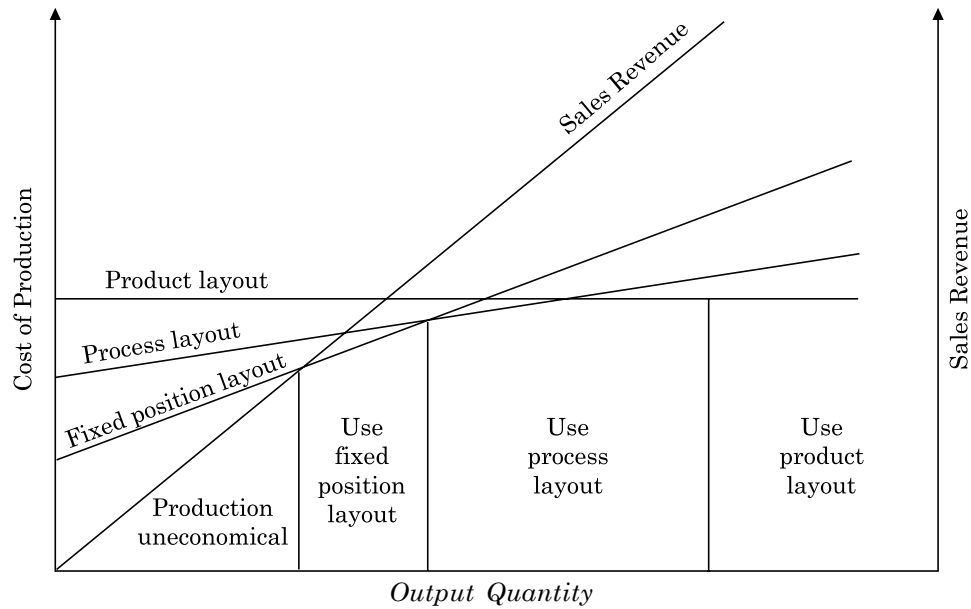 Sales Revenue
Cost of Production
Product layout
Process layout
Fixed position layout
Sales Revenue
Production
uneconomical
Use
fixed
position
layout
Use
process
layout
Use
product
layout
Output Quantity